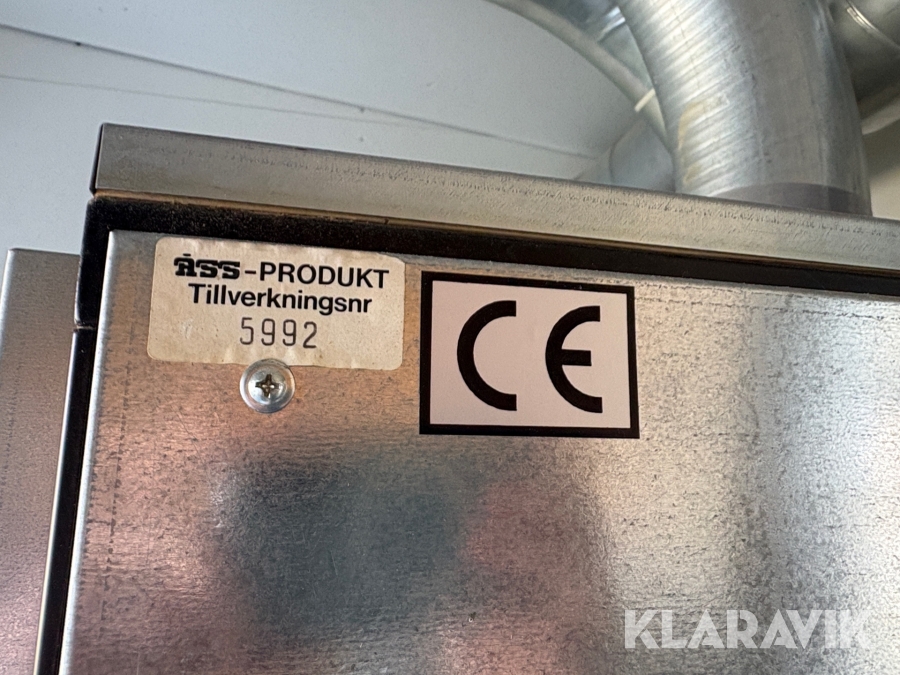 ÅSS-PRODUKT
Tillverkningsnr
5992
CE
KLARAVIK